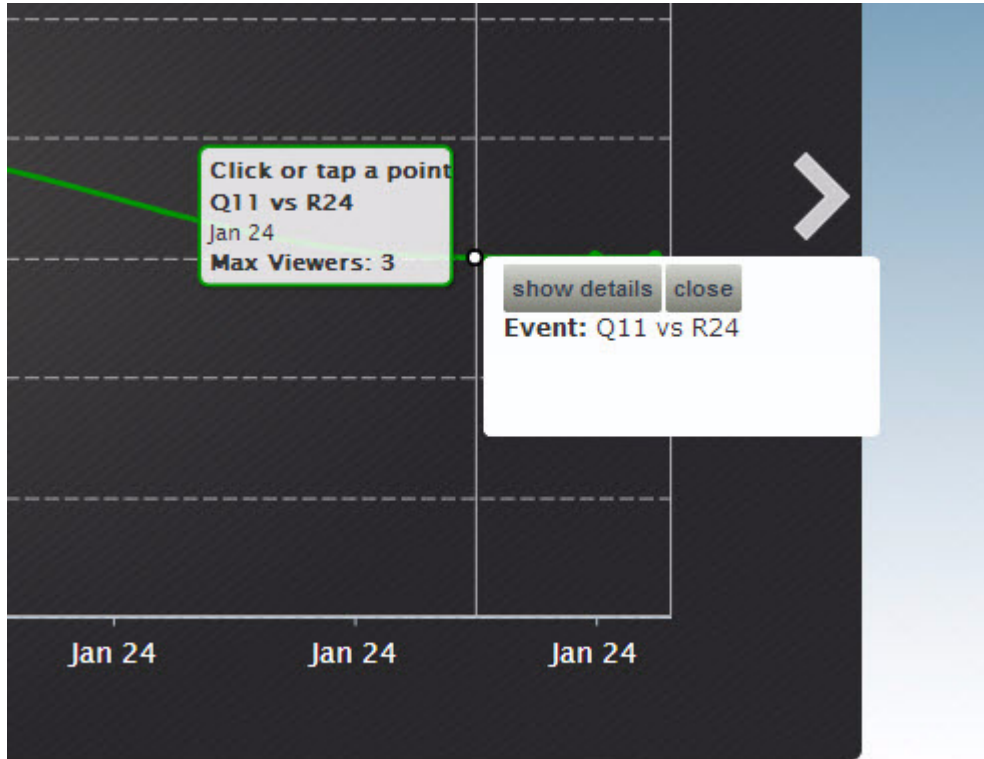 Click or tap a point
Q11 vs R24
Jan 24
Max Viewers: 3
show details close
Event: Q11 vs R24
Jan 24 Jan 24 Jan 24